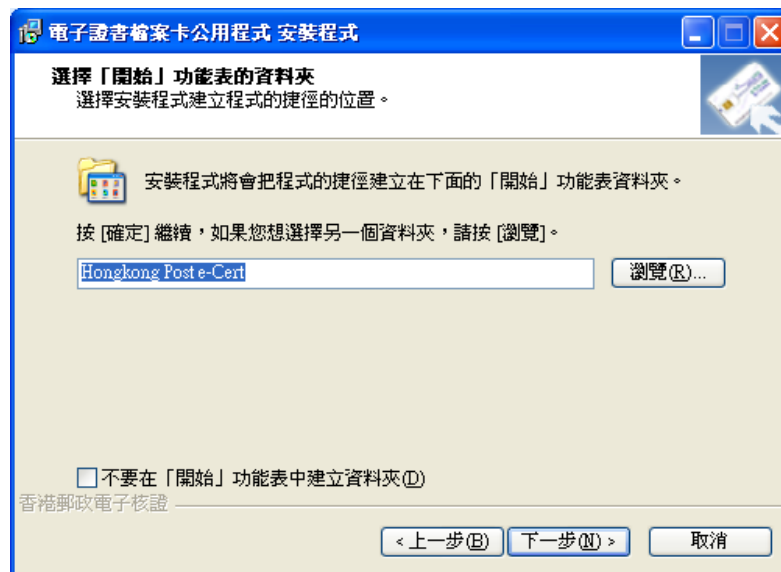 電子證書檔案卡公用程式 安裝程式
選擇「開始」功能表的資料夾
選擇安裝程式建立程式的捷徑的位置。
安裝程式將會把程式的捷徑建立在下面的「開始」功能表資料夾。
按 [確定] 繼續，如果您想選擇另一個資料夾，請按 [瀏覽]。
Hongkong Post e-Cert
瀏覽(R)...
不要在「開始」功能表中建立資料夾(D)
香港郵政電子核證
< 上一步(B)
下一步(N) >
取消